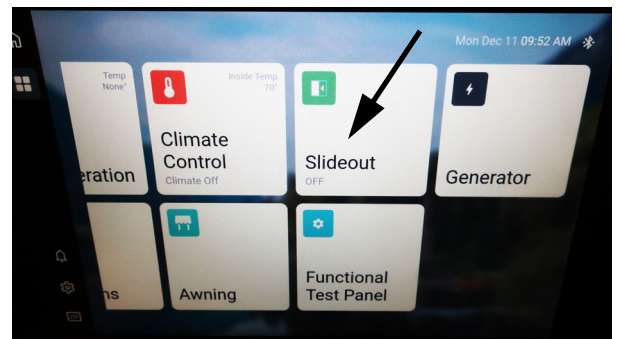 Mon Dec 11 09:52 AM
Temp
None°
eration
Inside Temp
70°
Climate
Control
Climate Off
Slideout
OFF
Generator
ns
Awning
Functional
Test Panel